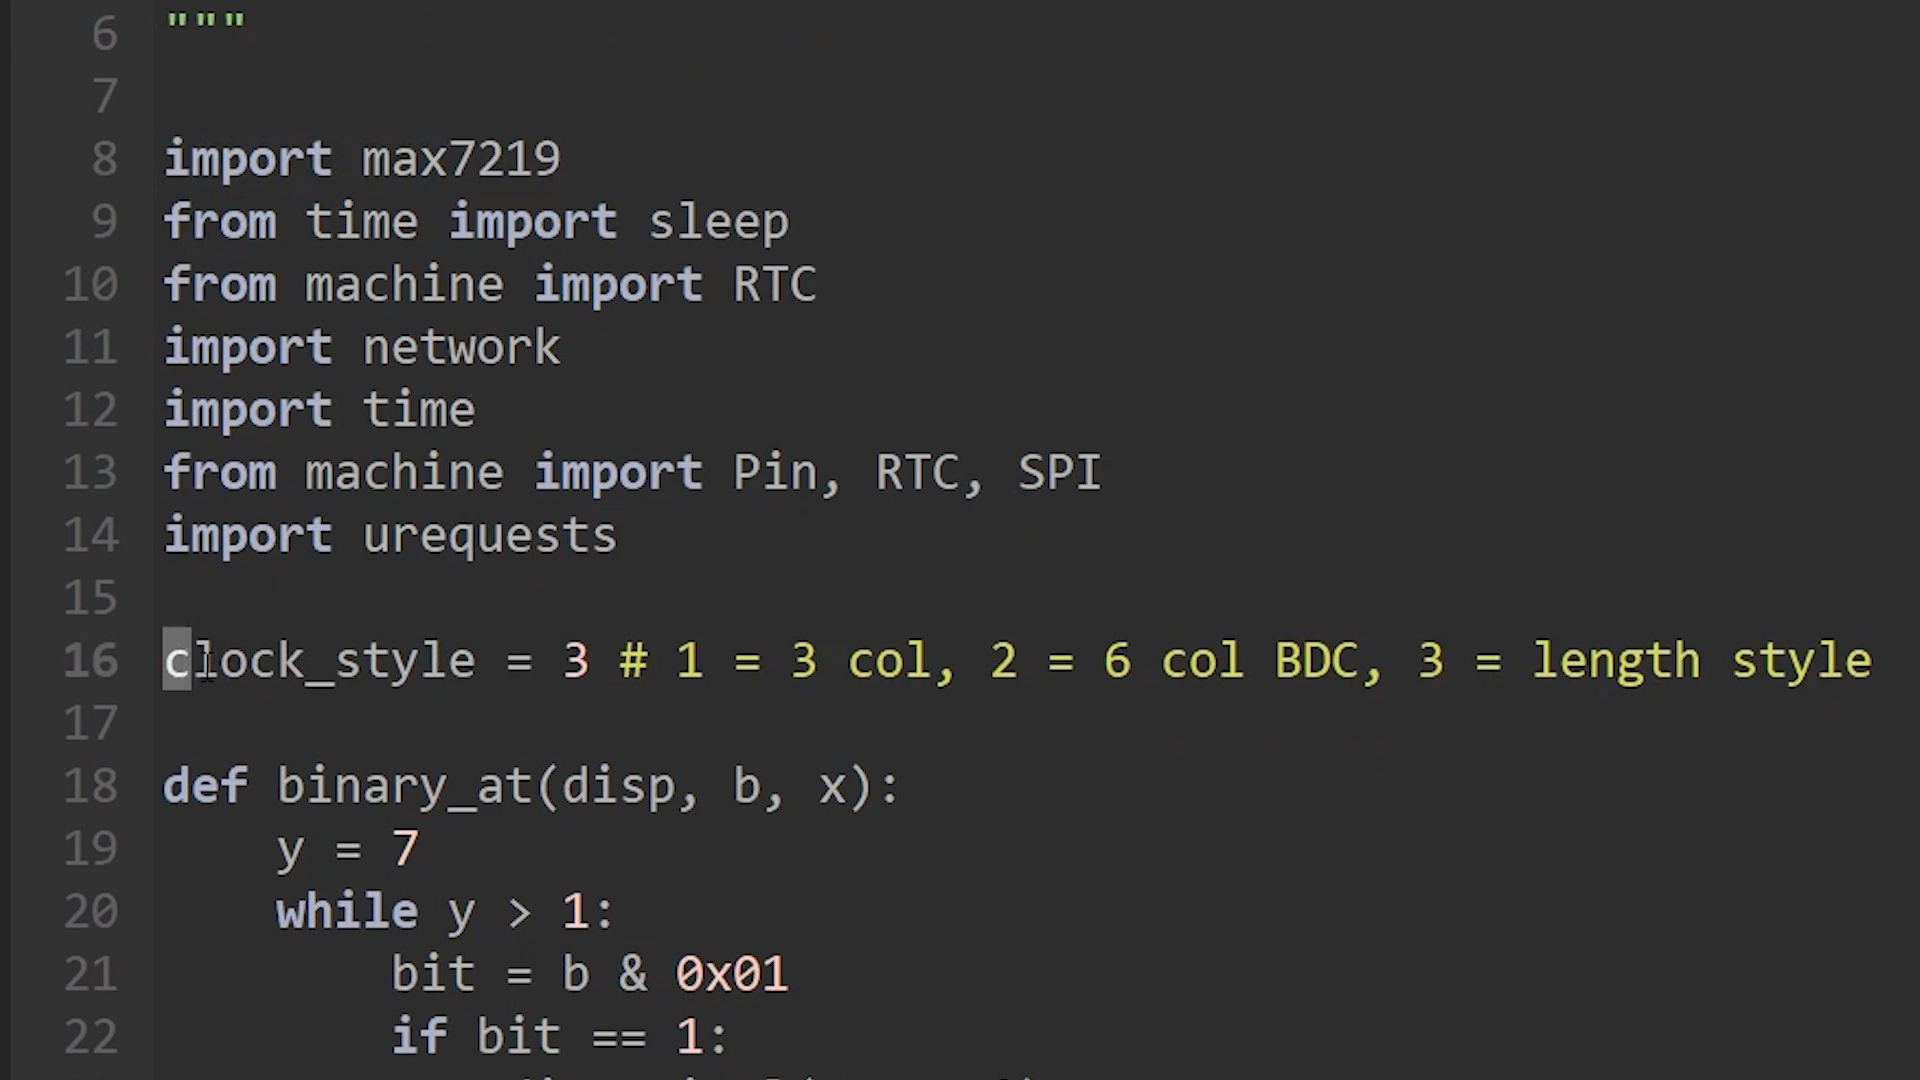 6 """
7
8 import max7219
9 from time import sleep
10 from machine import RTC
11 import network
12 import time
13 from machine import Pin, RTC, SPI
14 import urequests
15
16 clock_style = 3 # 1 = 3 col, 2 = 6 col BDC, 3 = length style
17
18 def binary_at(disp, b, x):
19     y = 7
20     while y > 1:
21         bit = b & 0x01
22         if bit == 1: